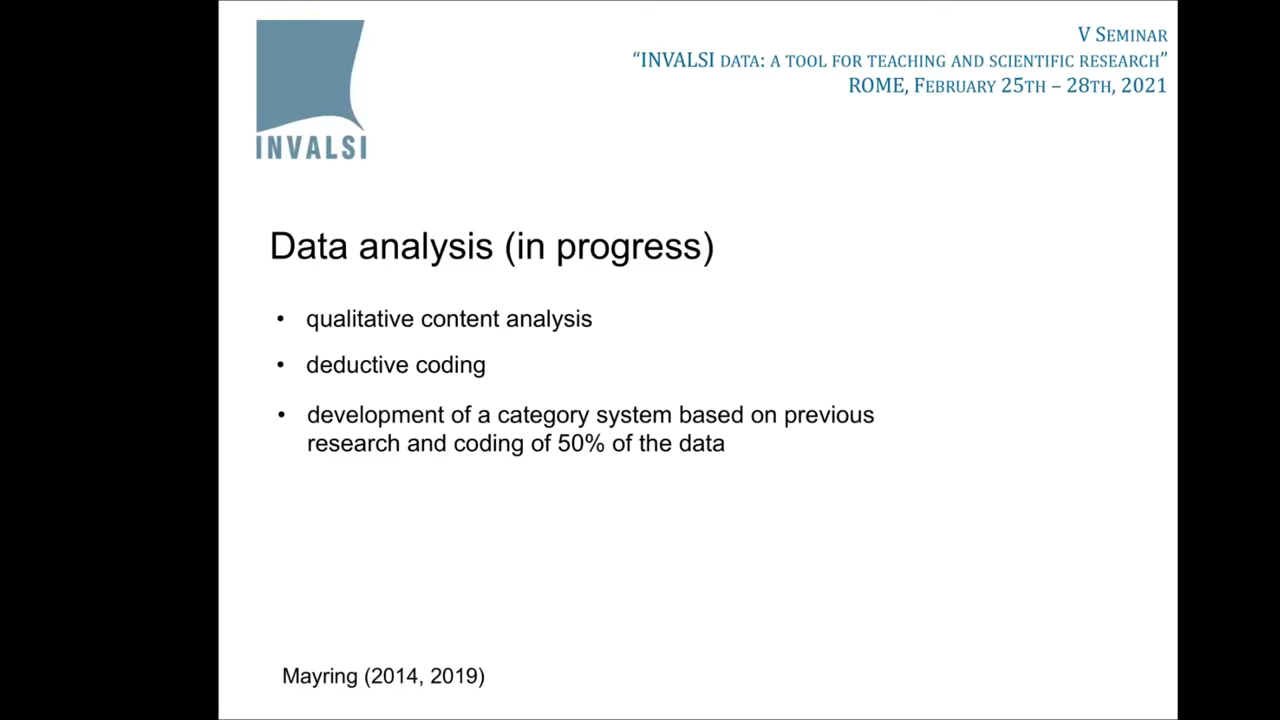 INVALSI
V SEMINAR
“INVALSI DATA: A TOOL FOR TEACHING AND SCIENTIFIC RESEARCH”
ROME, FEBRUARY 25TH – 28TH, 2021
Data analysis (in progress)
• qualitative content analysis
• deductive coding
• development of a category system based on previous
research and coding of 50% of the data
Mayring (2014, 2019)